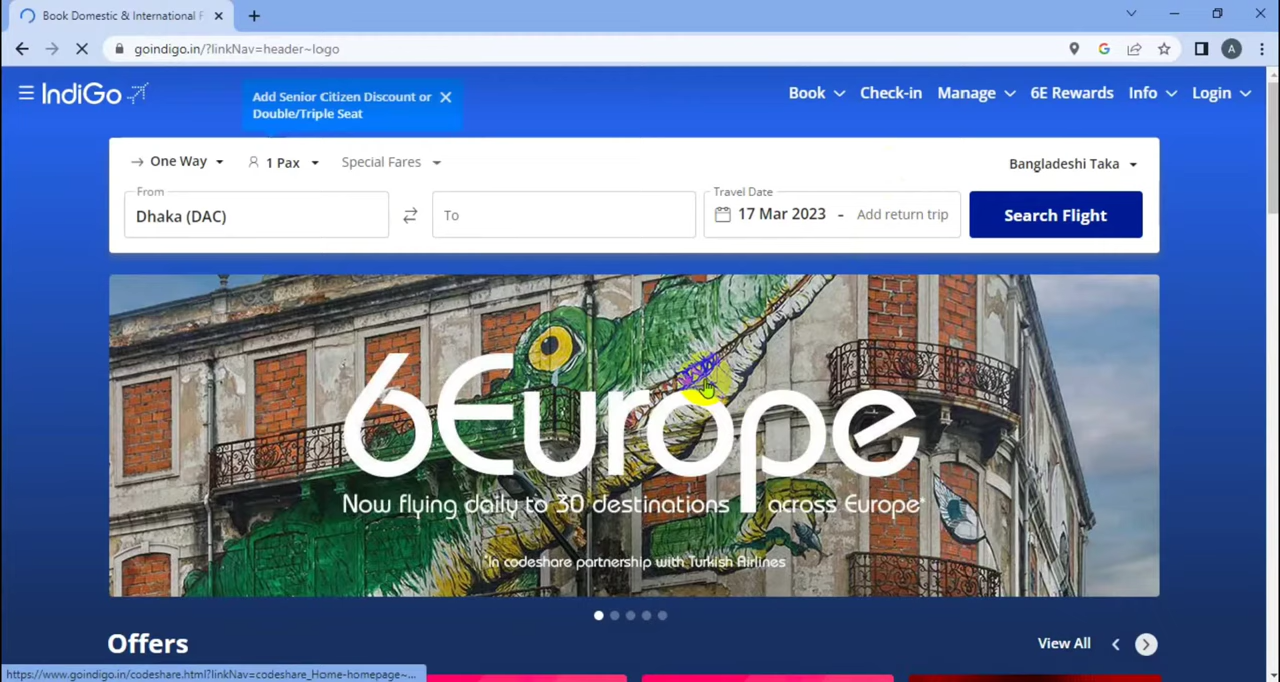 Book Domestic & International F
goindigo.in/?linkNav=header~logo
A
IndiGo
Add Senior Citizen Discount or
Double/Triple Seat
Book
Check-in
Manage
6E Rewards
Info
Login
One Way
1 Pax
Special Fares
Bangladeshi Taka
From
Dhaka (DAC)
To
Travel Date
17 Mar 2023 - Add return trip
Search Flight
6Europe
Now flying daily to 30 destinations across Europe*
*In codeshare partnership with Turkish Airlines
Offers
View All
https://www.goindigo.in/codeshare.html?linkNav=codeshare_Home-homepage~...